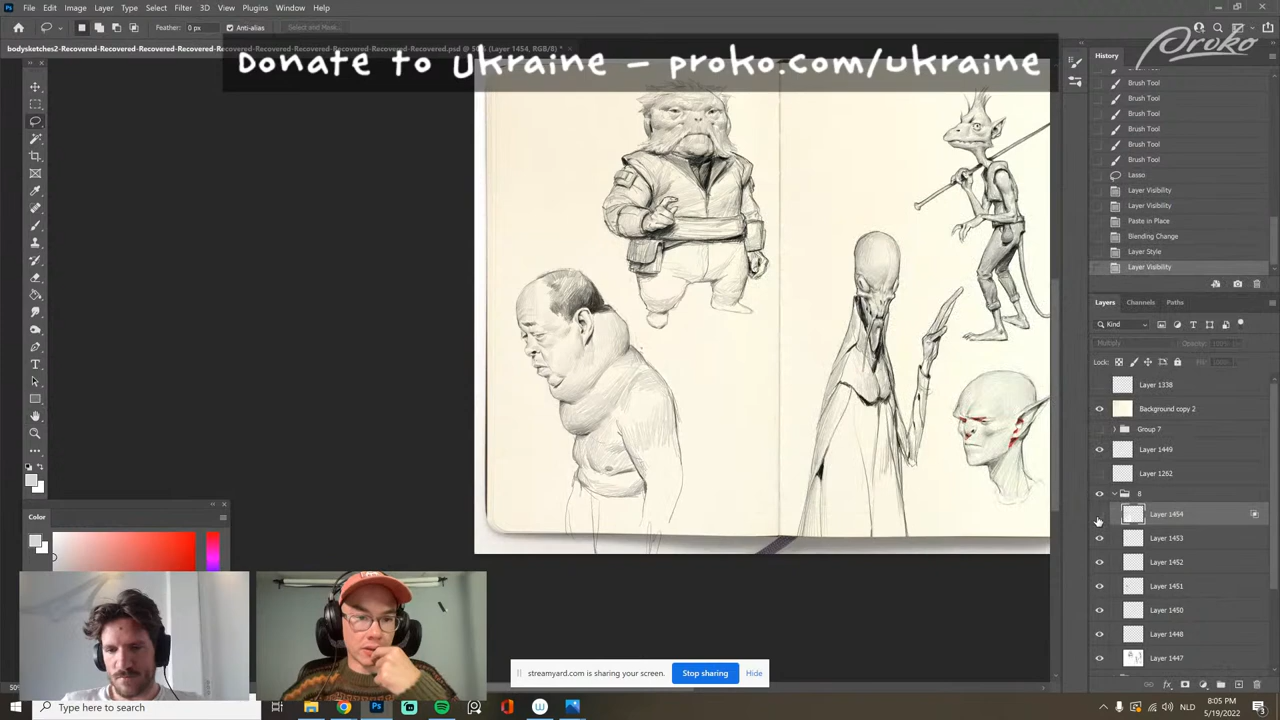 File Edit Image Layer Type Select Filter 3D View Plugins Window Help
Feather: 0 px Anti-alias Select and Mask...
Donate to Ukraine – proko.com/ukraine
Proko
History
Brush Tool
Brush Tool
Brush Tool
Brush Tool
Brush Tool
Brush Tool
Lasso
Layer Visibility
Layer Visibility
Paste in Place
Blending Change
Layer Style
Layer Visibility
Layers Channels Paths
Kind
Multiply Opacity:
Lock:
Layer 1338
Background copy 2
Group 7
Layer 1449
Layer 1262
8
Layer 1454
Layer 1453
Layer 1452
Layer 1451
Layer 1450
Layer 1448
Layer 1447
Color
streamyard.com is sharing your screen. Stop sharing Hide
Type here to search
NLD
8:05 PM
5/19/2022